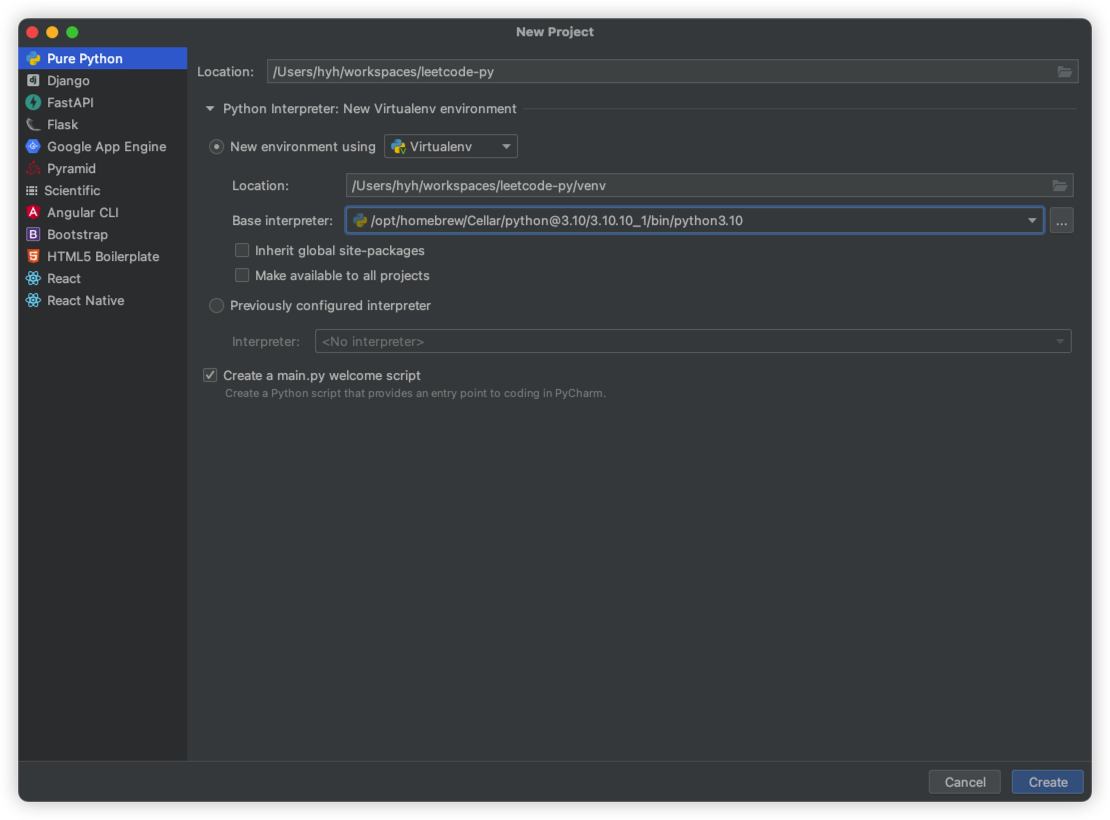 New Project
Pure Python
Django
FastAPI
Flask
Google App Engine
Pyramid
Scientific
Angular CLI
Bootstrap
HTML5 Boilerplate
React
React Native
Location: /Users/hyh/workspaces/leetcode-py
Python Interpreter: New Virtualenv environment
New environment using Virtualenv
Location: /Users/hyh/workspaces/leetcode-py/venv
Base interpreter: /opt/homebrew/Cellar/python@3.10/3.10.10_1/bin/python3.10 ...
Inherit global site-packages
Make available to all projects
Previously configured interpreter
Interpreter: <No interpreter>
Create a main.py welcome script
Create a Python script that provides an entry point to coding in PyCharm.
Cancel Create